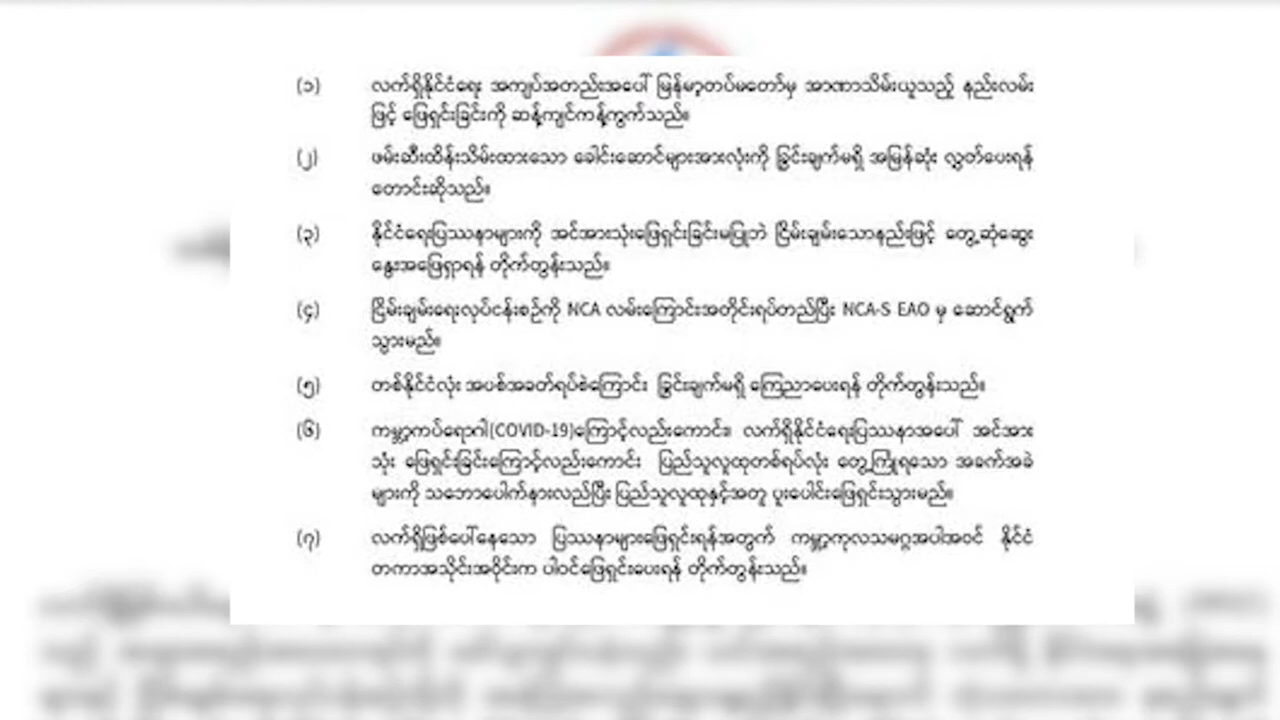 (၁) လက်ရှိနိုင်ငံရေး အကျပ်အတည်းအပေါ် မြန်မာ့တပ်မတော်မှ အာဏာသိမ်းယူသည့် နည်းလမ်း
ဖြင့် ဖြေရှင်းခြင်းကို ဆန့်ကျင်ကန့်ကွက်သည်။
(၂) ဖမ်းဆီးထိန်းသိမ်းထားသော ခေါင်းဆောင်များအားလုံးကို ခြွင်းချက်မရှိ အမြန်ဆုံး လွှတ်ပေးရန်
တောင်းဆိုသည်။
(၃) နိုင်ငံရေးပြဿနာများကို အင်အားသုံးဖြေရှင်းခြင်းမပြုဘဲ ငြိမ်းချမ်းသောနည်းဖြင့် တွေ့ဆုံဆွေး
နွေးအဖြေရှာရန် တိုက်တွန်းသည်။
(၄) ငြိမ်းချမ်းရေးလုပ်ငန်းစဉ်ကို NCA လမ်းကြောင်းအတိုင်းရပ်တည်ပြီး NCA-S EAO မှ ဆောင်ရွက်
သွားမည်။
(၅) တစ်နိုင်ငံလုံး အပစ်အခတ်ရပ်စဲကြောင်း ခြွင်းချက်မရှိ ကြေညာပေးရန် တိုက်တွန်းသည်။
(၆) ကမ္ဘာ့ကပ်ရောဂါ(COVID-19)ကြောင့်လည်းကောင်း၊ လက်ရှိနိုင်ငံရေးပြဿနာအပေါ် အင်အား
သုံး ဖြေရှင်းခြင်းကြောင့်လည်းကောင်း ပြည်သူလူထုတစ်ရပ်လုံး တွေ့ကြုံရသော အခက်အခဲ
များကို သဘောပေါက်နားလည်ပြီး ပြည်သူလူထုနှင့်အတူ ပူးပေါင်းဖြေရှင်းသွားမည်။
(၇) လက်ရှိဖြစ်ပေါ်နေသော ပြဿနာများဖြေရှင်းရန်အတွက် ကမ္ဘာ့ကုလသမဂ္ဂအပါအဝင် နိုင်ငံ
တကာအသိုင်းအဝိုင်းက ပါဝင်ဖြေရှင်းပေးရန် တိုက်တွန်းသည်။